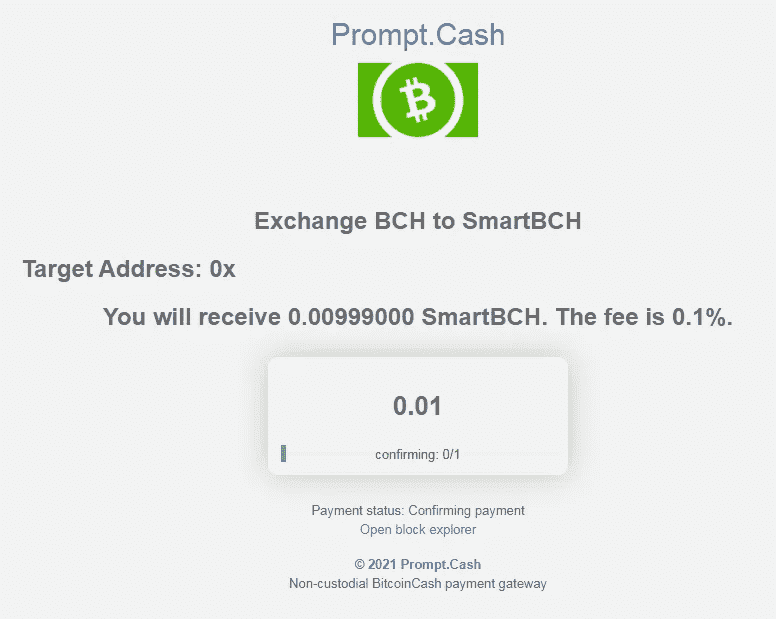 Prompt.Cash
Exchange BCH to SmartBCH
Target Address: 0x
You will receive 0.00999000 SmartBCH. The fee is 0.1%.
0.01
confirming: 0/1
Payment status: Confirming payment
Open block explorer
© 2021 Prompt.Cash
Non-custodial BitcoinCash payment gateway